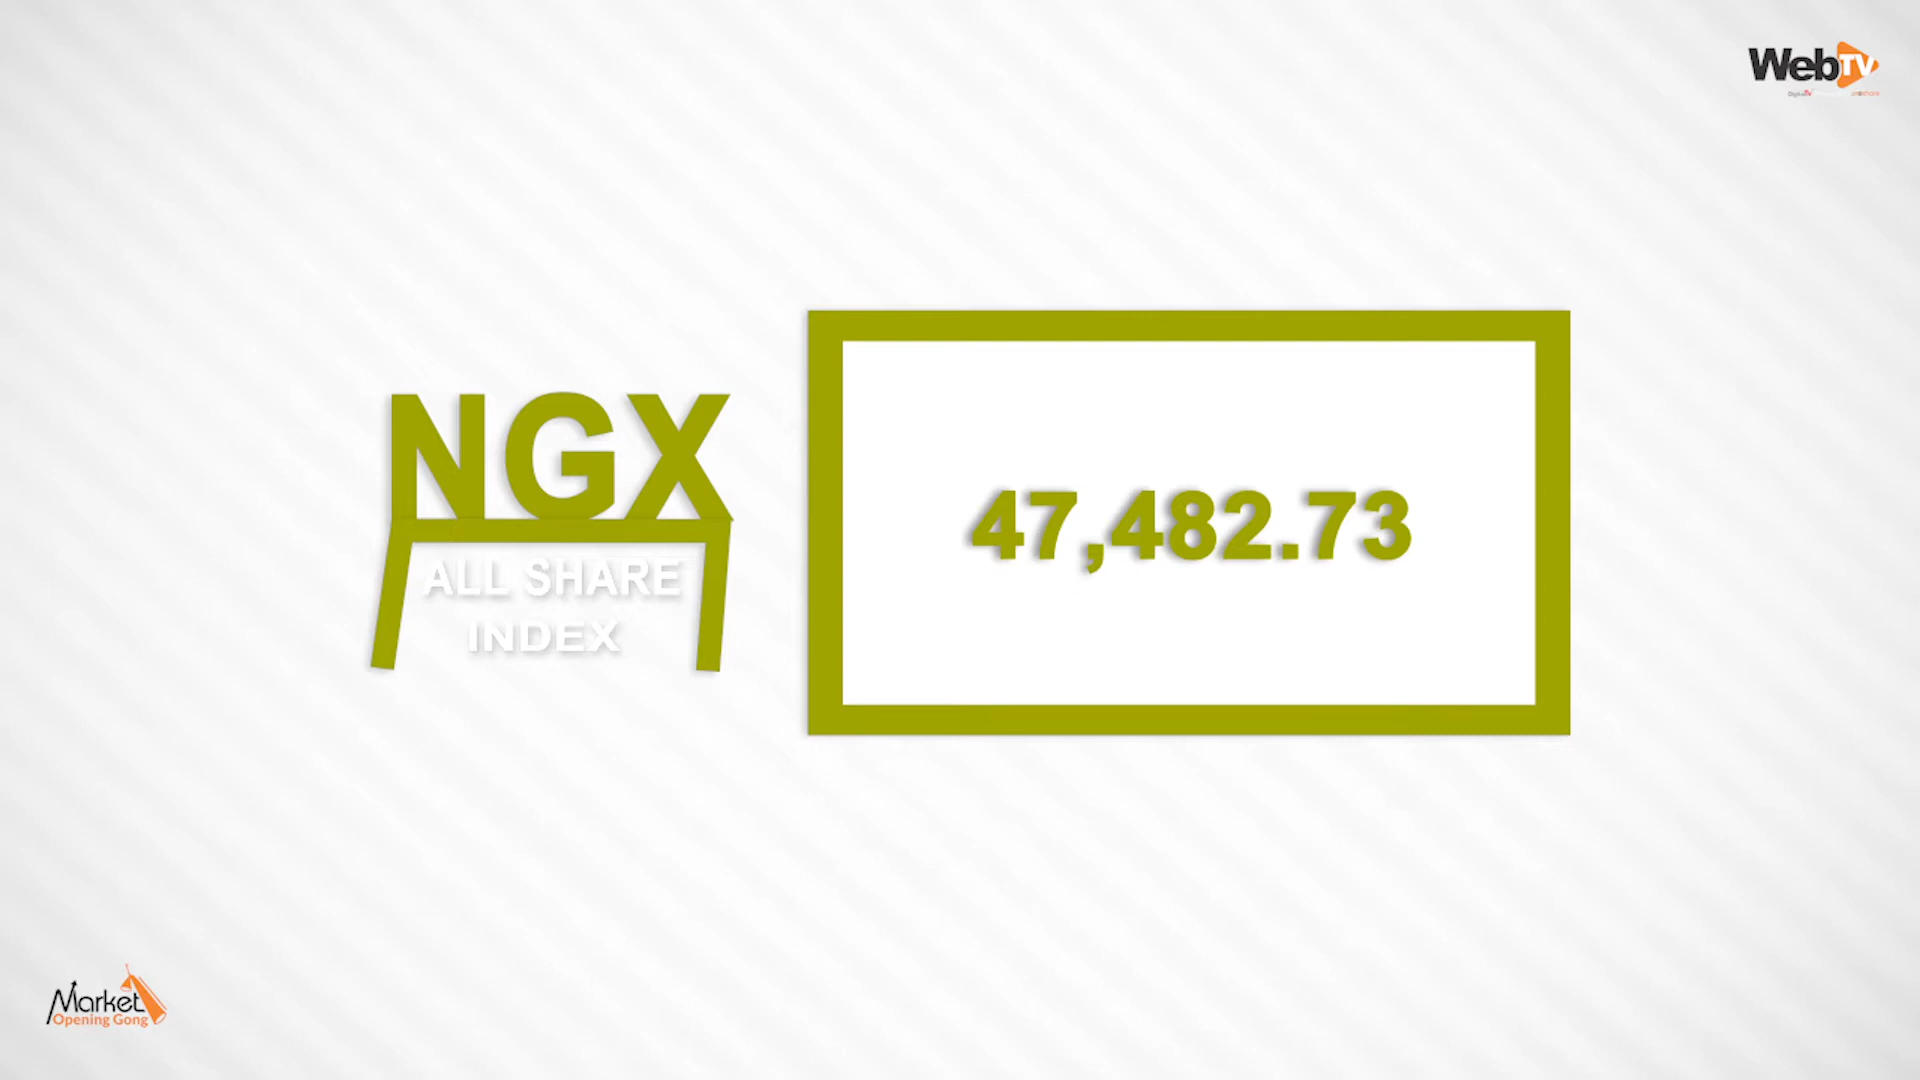 WebTV
NGX
ALL SHARE
INDEX
47,482.73
Market
Opening Gong